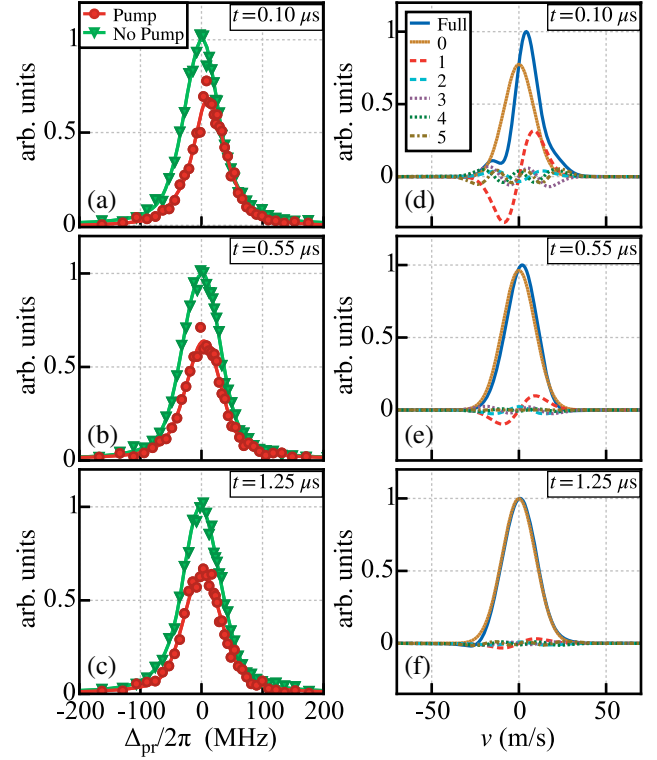 Pump
No Pump
t=0.10 μs
arb. units
1
0.5
0
(a)
t=0.10 μs
Full
0
1
2
3
4
5
arb. units
1
0.5
0
(d)
t=0.55 μs
arb. units
1
0.5
0
(b)
t=0.55 μs
arb. units
1
0.5
0
(e)
t=1.25 μs
arb. units
1
0.5
0
(c)
-200 -100 0 100 200
Δpr/2π (MHz)
t=1.25 μs
arb. units
1
0.5
0
(f)
-50 0 50
v (m/s)